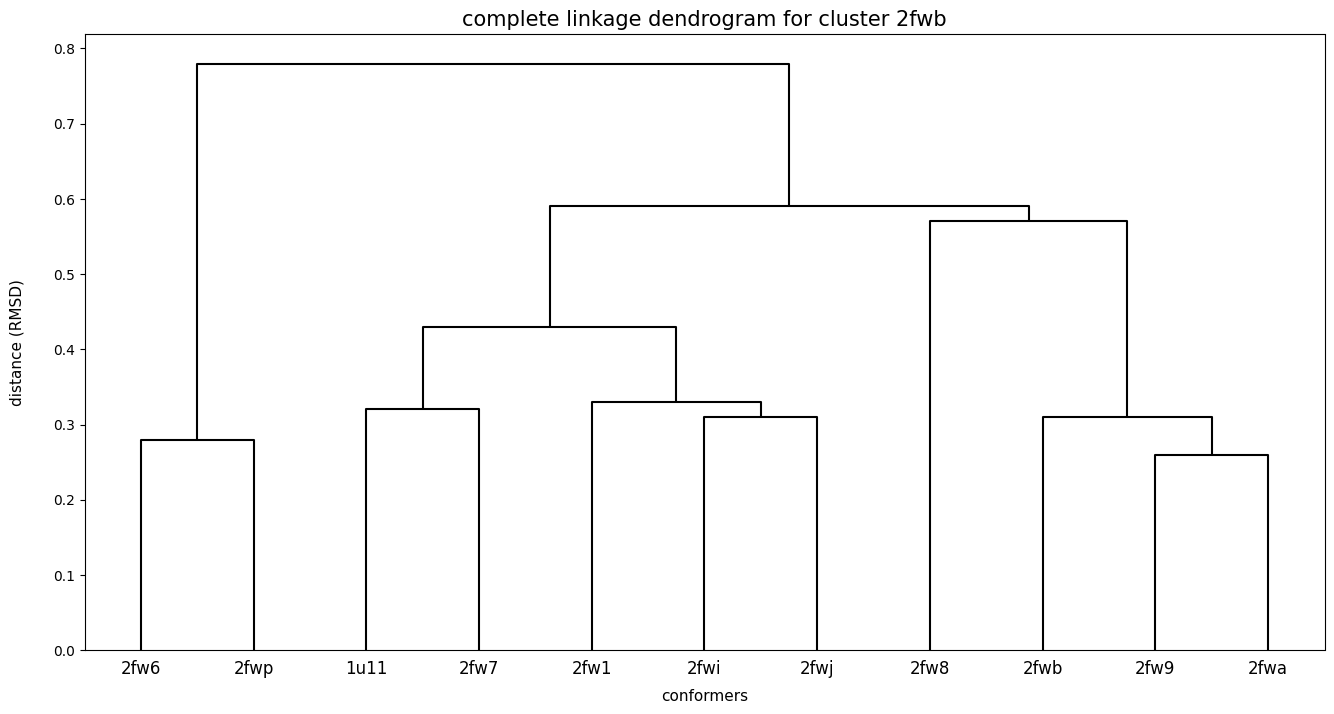 complete linkage dendrogram for cluster 2fwb
0.8
0.7
0.6
0.5
0.4
0.3
0.2
0.1
0.0
distance (RMSD)
2fw6 2fwp 1u11 2fw7 2fw1 2fwi 2fwj 2fw8 2fwb 2fw9 2fwa
conformers